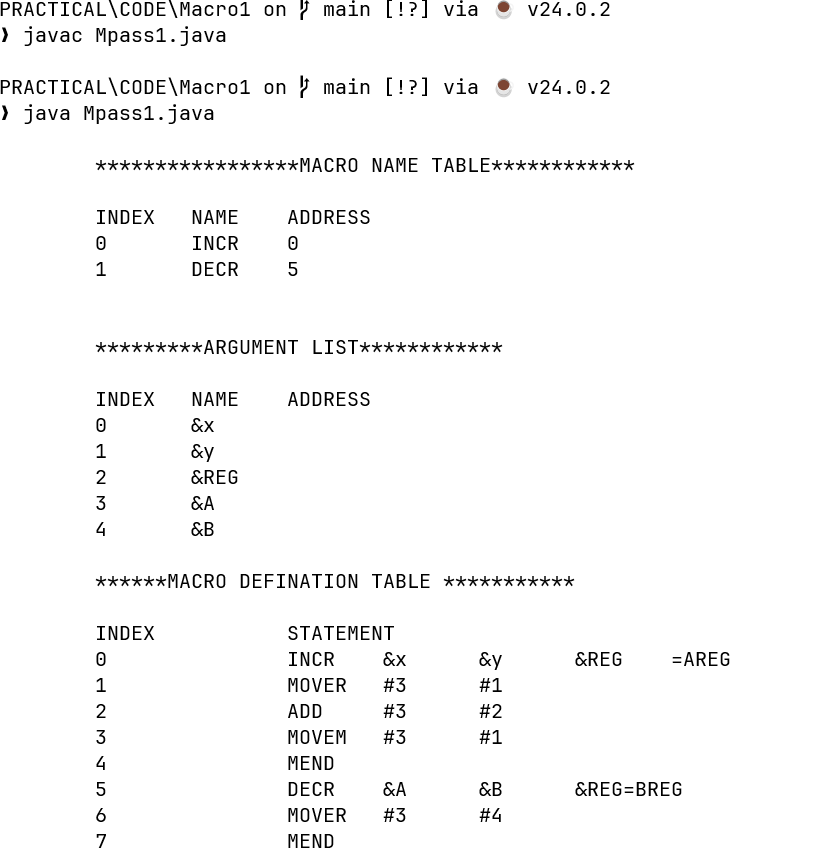 PRACTICAL\CODE\Macro1 on main [!?] via ☕ v24.0.2
❯ javac Mpass1.java
PRACTICAL\CODE\Macro1 on main [!?] via ☕ v24.0.2
❯ java Mpass1.java
*****************MACRO NAME TABLE************
INDEX NAME ADDRESS
0 INCR 0
1 DECR 5
*********ARGUMENT LIST************
INDEX NAME ADDRESS
0 &x
1 &y
2 &REG
3 &A
4 &B
******MACRO DEFINATION TABLE ***********
INDEX STATEMENT
0 INCR &x &y &REG =AREG
1 MOVER #3 #1
2 ADD #3 #2
3 MOVEM #3 #1
4 MEND
5 DECR &A &B &REG=BREG
6 MOVER #3 #4
7 MEND